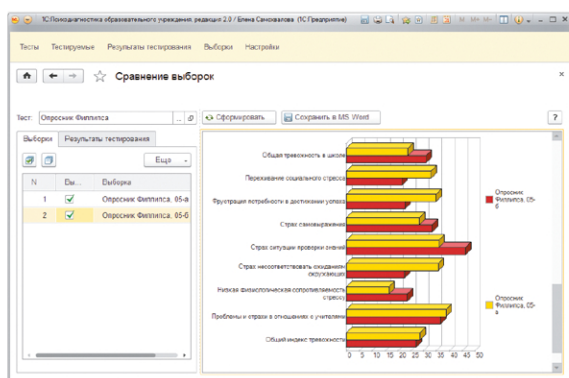 1С:Психодиагностика образовательного учреждения, редакция 2.0 / Елена Самохвалова (1С:Предприятие)
M M+ M-
Тесты Тестируемые Результаты тестирования Выборки Настройки
Сравнение выборок
Тест: Опросник Филлипса
Сформировать Сохранить в MS Word ?
Выборки Результаты тестирования
Еще
N Вы... Выборка
1 Опросник Филлипса, 05-а
2 Опросник Филлипса, 05-б
Общая тревожность в школе
Переживание социального стресса
Фрустрация потребности в достижении успеха
Страх самовыражения
Страх ситуации проверки знаний
Страх несоответствовать ожиданиям
окружающих
Низкая физиологическая сопротивляемость
стрессу
Проблемы и страхи в отношениях с учителями
Общий индекс тревожности
0 5 10 15 20 25 30 35 40 45 50
Опросник
Филлипса, 05-
б
Опросник
Филлипса, 05-
а